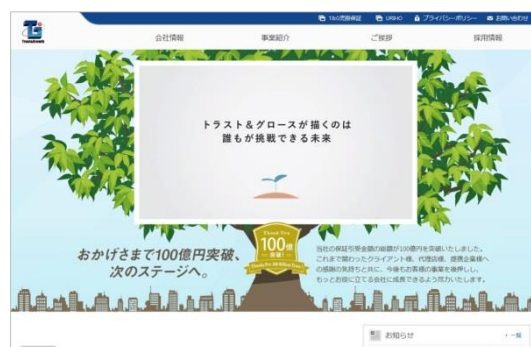 T&G売掛保証
URIHO
プライバシーポリシー
お問い合わせ
Trust&Growth
会社情報
事業紹介
ご挨拶
採用情報
トラスト＆グロースが描くのは
誰もが挑戦できる未来
Thank You
100億
突破!!
おかげさまで100億円突破、
次のステージへ。
当社の保証引受金額の総額が100億円を突破いたしました。
これまで関わったクライアント様、代理店様、提携企業様へ
の感謝の気持ちと共に、今後もお客様の事業を後押しし、
もっとお役に立てる会社に成長できるよう尽力いたします。
お知らせ
一覧